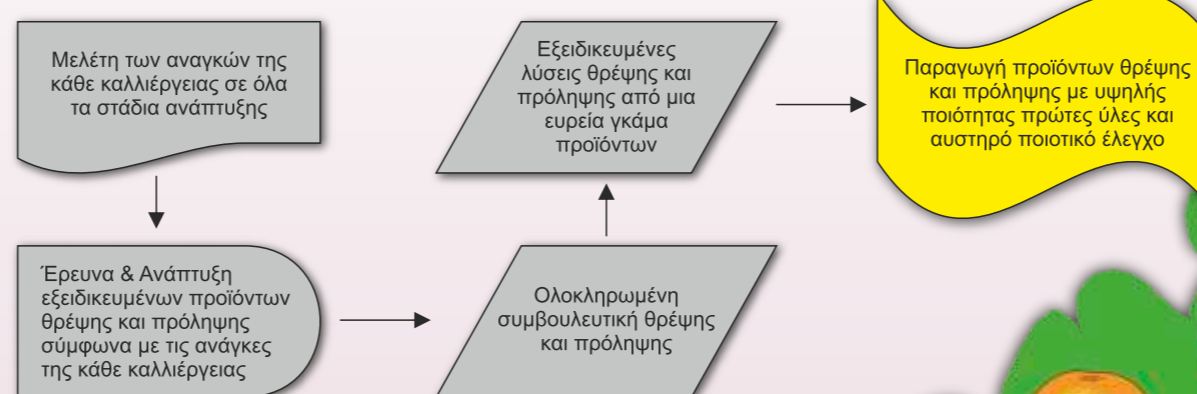 Μελέτη των αναγκών της
κάθε καλλιέργειας σε όλα
τα στάδια ανάπτυξης
Έρευνα & Ανάπτυξη
εξειδικευμένων προϊόντων
θρέψης και πρόληψης
σύμφωνα με τις ανάγκες
της κάθε καλλιέργειας
Ολοκληρωμένη
συμβουλευτική θρέψης
και πρόληψης
Εξειδικευμένες
λύσεις θρέψης και
πρόληψης από μια
ευρεία γκάμα
προϊόντων
Παραγωγή προϊόντων θρέψης
και πρόληψης με υψηλής
ποιότητας πρώτες ύλες και
αυστηρό ποιοτικό έλεγχο